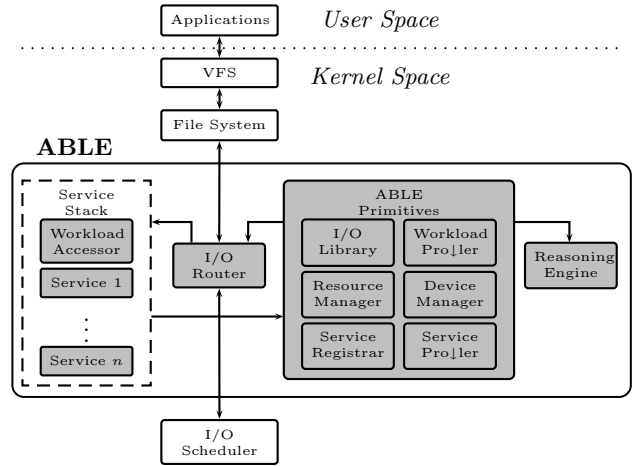 Applications
User Space
VFS
Kernel Space
File System
ABLE
Service
Stack
Workload
Accessor
Service 1
Service n
I/O
Router
ABLE
Primitives
I/O
Library
Workload
Pro↓ler
Resource
Manager
Device
Manager
Service
Registrar
Service
Pro↓ler
Reasoning
Engine
I/O
Scheduler